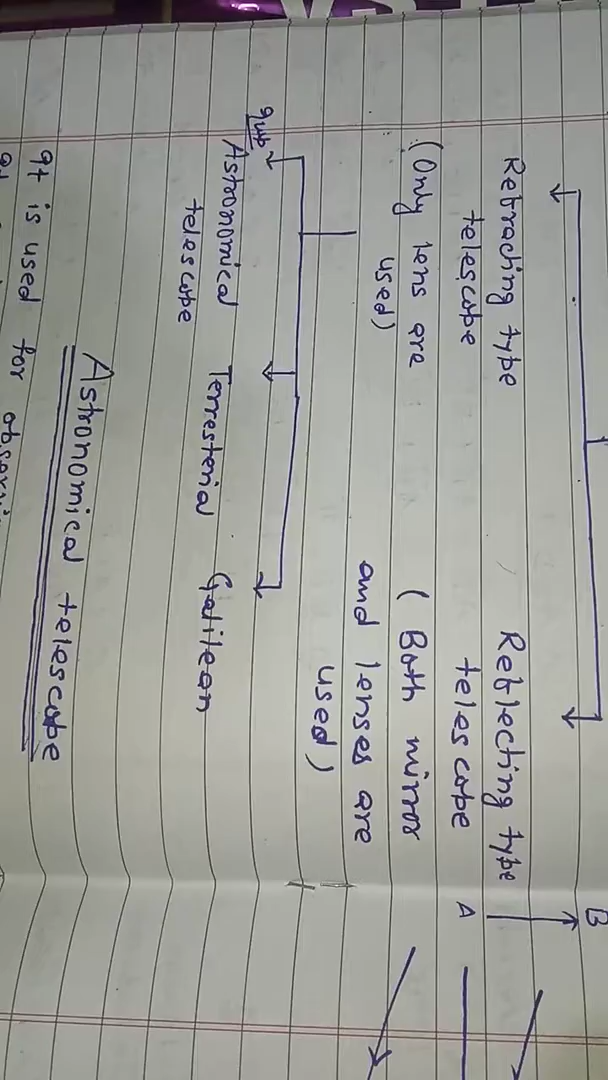 Refracting type
telescope
(Only lens are
used)
Reflecting type
telescope
(Both mirror
and lenses are
used)
Astronomical
telescope
Terresterial
Galilean
Astronomical telescope
It is used for
B
A